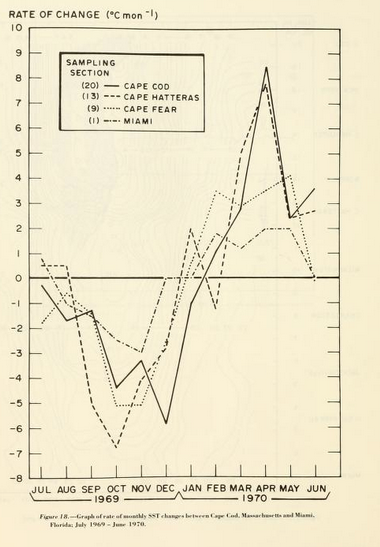 RATE OF CHANGE (°C mon⁻¹)
10
9
8
7
6
5
4
3
2
1
0
-1
-2
-3
-4
-5
-6
-7
-8
SAMPLING
SECTION
(20) CAPE COD
(13) CAPE HATTERAS
(9) CAPE FEAR
(1) MIAMI
JUL AUG SEP OCT NOV DEC JAN FEB MAR APR MAY JUN
1969 1970
Figure 18.—Graph of rate of monthly SST changes between Cape Cod, Massachusetts and Miami,
Florida; July 1969 – June 1970.